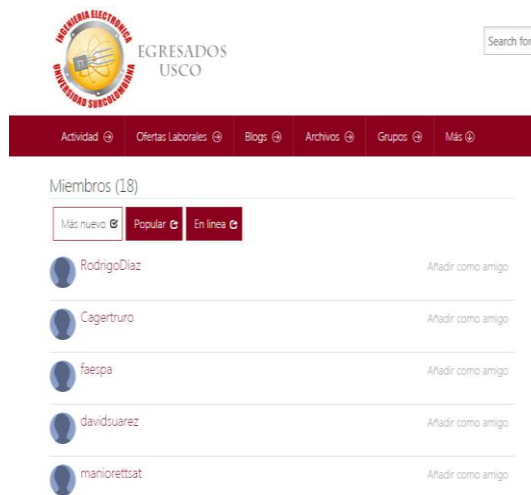 INGENIERIA ELECTRONICA
UNIVERSIDAD SURCOLOMBIANA
EGRESADOS
USCO
Search for
Actividad
Ofertas Laborales
Blogs
Archivos
Grupos
Más
Miembros (18)
Más nuevo
Popular
En linea
RodrigoDíaz
Añadir como amigo
Cagertruro
Añadir como amigo
faespa
Añadir como amigo
davidsuarez
Añadir como amigo
maniorettsat
Añadir como amigo